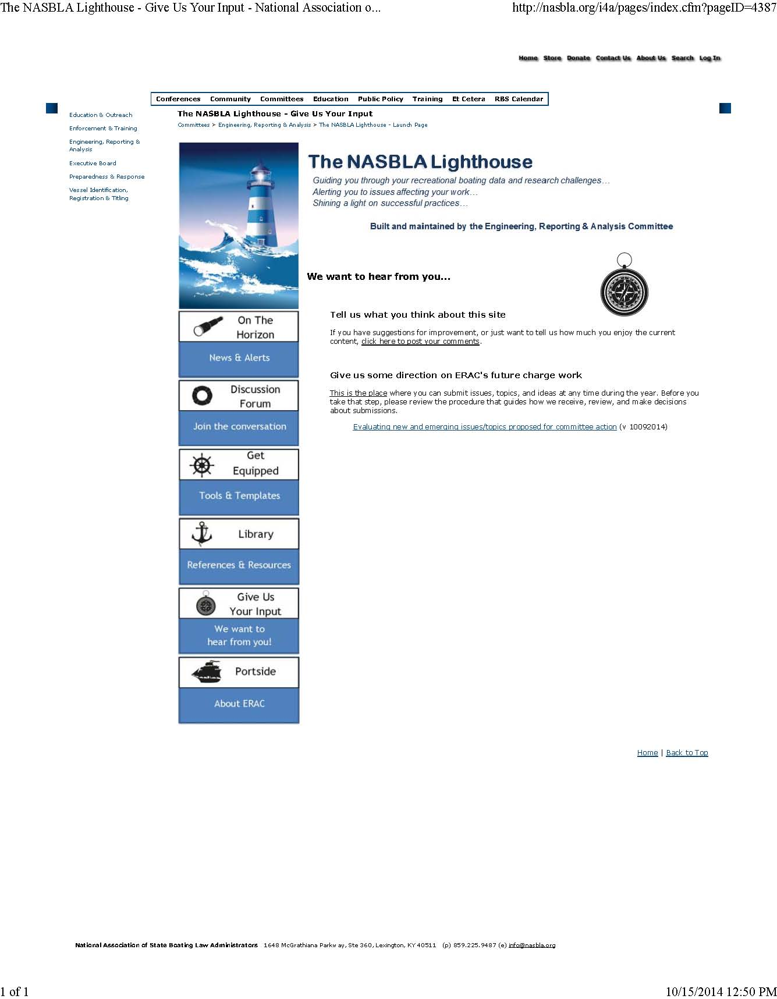 The NASBLA Lighthouse - Give Us Your Input - National Association o...
http://nasbla.org/i4a/pages/index.cfm?pageID=4387
Home Store Donate Contact Us About Us Search Log In
Conferences Community Committees Education Public Policy Training Et Cetera RBS Calendar
Education & Outreach
Enforcement & Training
Engineering, Reporting &
Analysis
Executive Board
Preparedness & Response
Vessel Identification,
Registration & Titling
The NASBLA Lighthouse - Give Us Your Input
Committees > Engineering, Reporting & Analysis > The NASBLA Lighthouse - Launch Page
The NASBLA Lighthouse
Guiding you through your recreational boating data and research challenges...
Alerting you to issues affecting your work...
Shining a light on successful practices...
Built and maintained by the Engineering, Reporting & Analysis Committee
We want to hear from you...
Tell us what you think about this site
If you have suggestions for improvement, or just want to tell us how much you enjoy the current
content, click here to post your comments.
Give us some direction on ERAC's future charge work
This is the place where you can submit issues, topics, and ideas at any time during the year. Before you
take that step, please review the procedure that guides how we receive, review, and make decisions
about submissions.
Evaluating new and emerging issues/topics proposed for committee action (v 10092014)
On The
Horizon
News & Alerts
Discussion
Forum
Join the conversation
Get
Equipped
Tools & Templates
Library
References & Resources
Give Us
Your Input
We want to
hear from you!
Portside
About ERAC
Home | Back to Top
National Association of State Boating Law Administrators 1648 McGrathiana Parkway, Ste 360, Lexington, KY 40511 (p) 859.225.9487 (e) info@nasbla.org
1 of 1
10/15/2014 12:50 PM